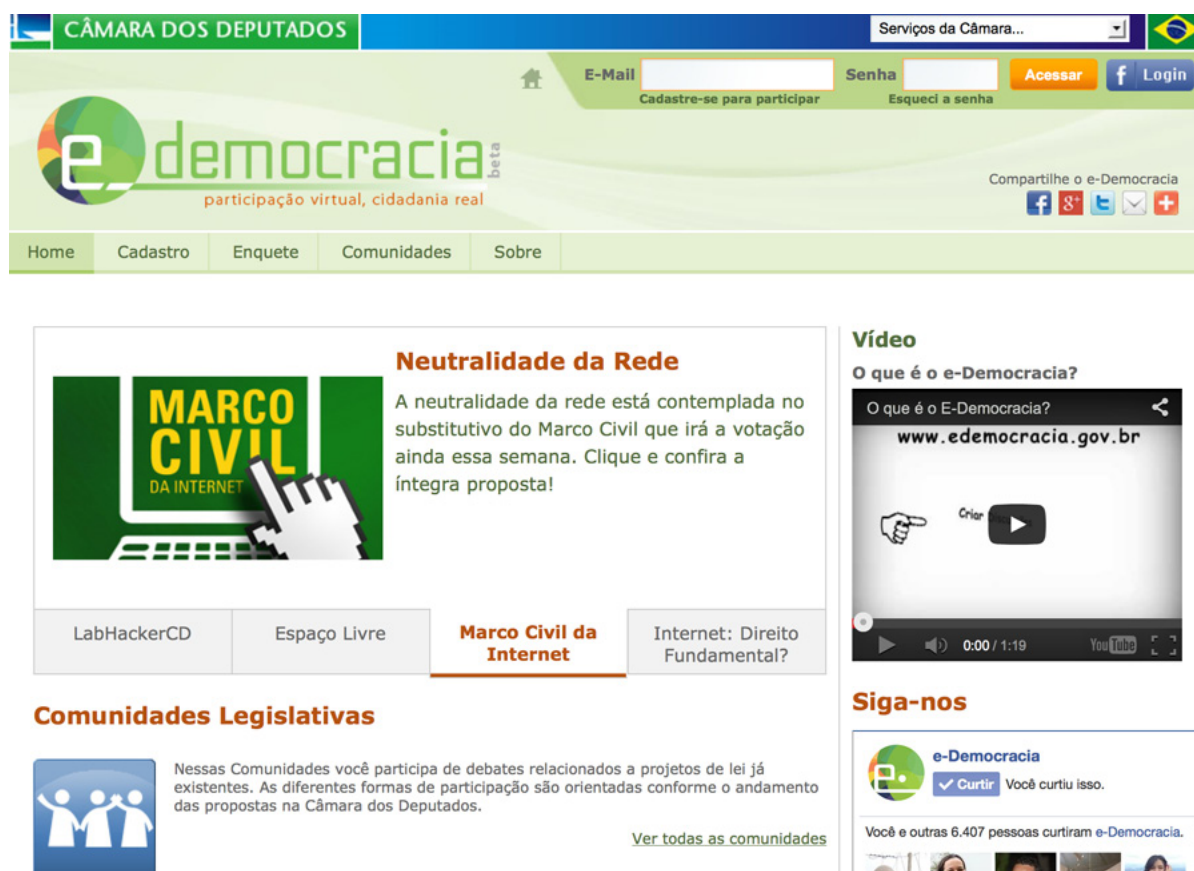 CÂMARA DOS DEPUTADOS
Serviços da Câmara...
E-Mail
Senha
Acessar
f Login
Cadastre-se para participar
Esqueci a senha
e democracia beta
participação virtual, cidadania real
Compartilhe o e-Democracia
Home
Cadastro
Enquete
Comunidades
Sobre
MARCO
CIVIL
DA INTERNET
Neutralidade da Rede
A neutralidade da rede está contemplada no
substitutivo do Marco Civil que irá a votação
ainda essa semana. Clique e confira a
íntegra proposta!
LabHackerCD
Espaço Livre
Marco Civil da
Internet
Internet: Direito
Fundamental?
Vídeo
O que é o e-Democracia?
O que é o E-Democracia?
www.edemocracia.gov.br
Criar
0:00 / 1:19
YouTube
Comunidades Legislativas
Nessas Comunidades você participa de debates relacionados a projetos de lei já
existentes. As diferentes formas de participação são orientadas conforme o andamento
das propostas na Câmara dos Deputados.
Ver todas as comunidades
Siga-nos
e-Democracia
Curtir Você curtiu isso.
Você e outras 6.407 pessoas curtiram e-Democracia.